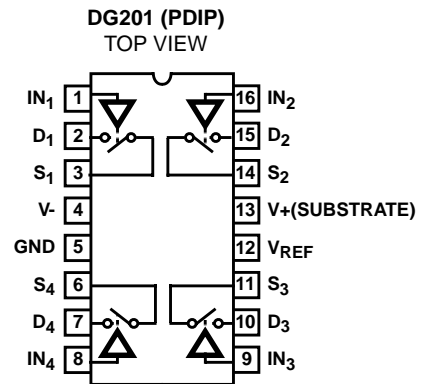 DG201 (PDIP)
TOP VIEW
IN1 1 16 IN2
D1 2 15 D2
S1 3 14 S2
V- 4 13 V+(SUBSTRATE)
GND 5 12 VREF
S4 6 11 S3
D4 7 10 D3
IN4 8 9 IN3